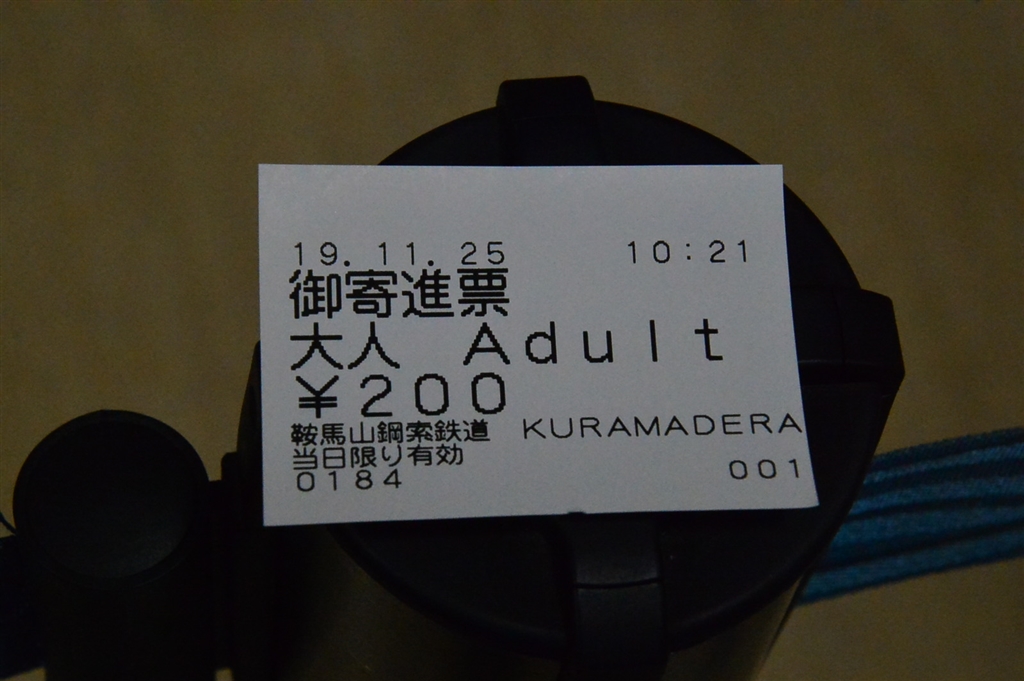 19.11.25 10:21
御寄進票
大人 Adult
¥200
鞍馬山鋼索鉄道 KURAMADERA
当日限り有効
0184 001